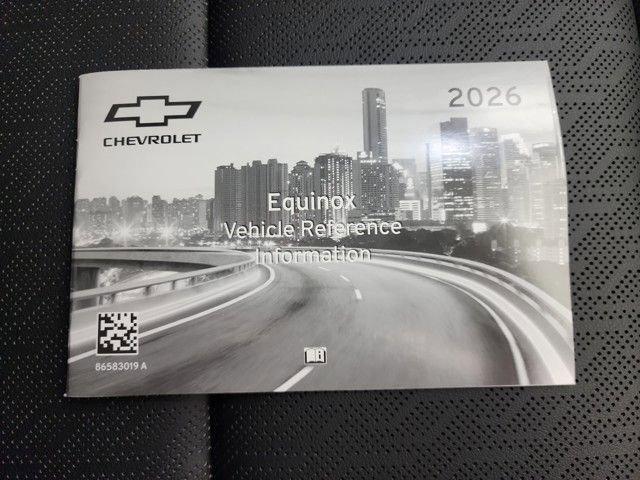 2026
CHEVROLET
Equinox
Vehicle Reference
Information
86583019 A